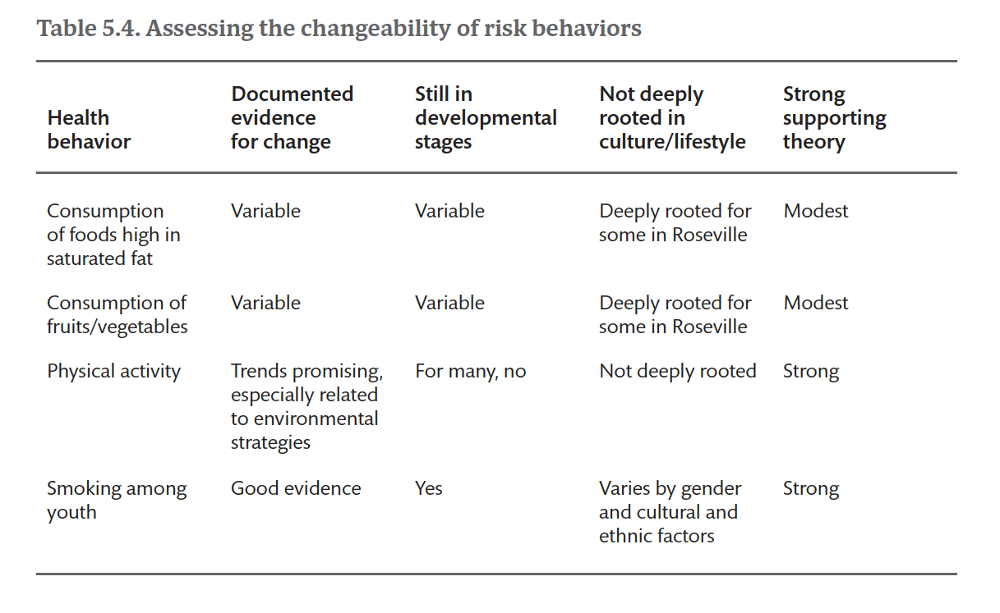 Table 5.4. Assessing the changeability of risk behaviors
Health
behavior
Documented
evidence
for change
Still in
developmental
stages
Not deeply
rooted in
culture/lifestyle
Strong
supporting
theory
Consumption
of foods high in
saturated fat
Variable
Variable
Deeply rooted for
some in Roseville
Modest
Consumption of
fruits/vegetables
Variable
Variable
Deeply rooted for
some in Roseville
Modest
Physical activity
Trends promising,
especially related
to environmental
strategies
For many, no
Not deeply rooted
Strong
Smoking among
youth
Good evidence
Yes
Varies by gender
and cultural and
ethnic factors
Strong